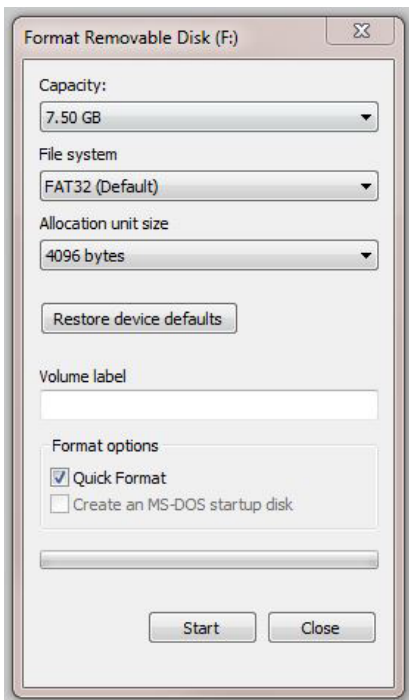 Format Removable Disk (F:)
Capacity:
7.50 GB
File system
FAT32 (Default)
Allocation unit size
4096 bytes
Restore device defaults
Volume label
Format options
Quick Format
Create an MS-DOS startup disk
Start Close